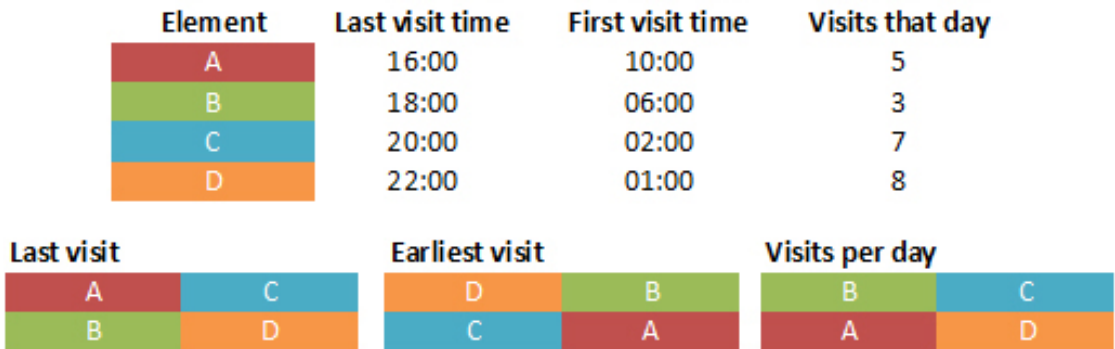 Element Last visit time First visit time Visits that day
A 16:00 10:00 5
B 18:00 06:00 3
C 20:00 02:00 7
D 22:00 01:00 8
Last visit Earliest visit Visits per day
A C D B B C
B D C A A D